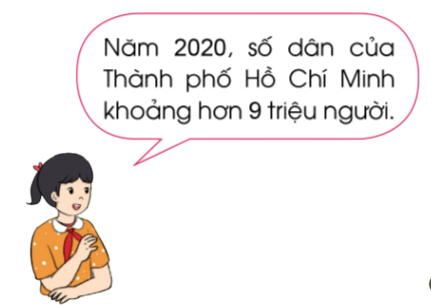 Năm 2020, số dân của
Thành phố Hồ Chí Minh
khoảng hơn 9 triệu người.